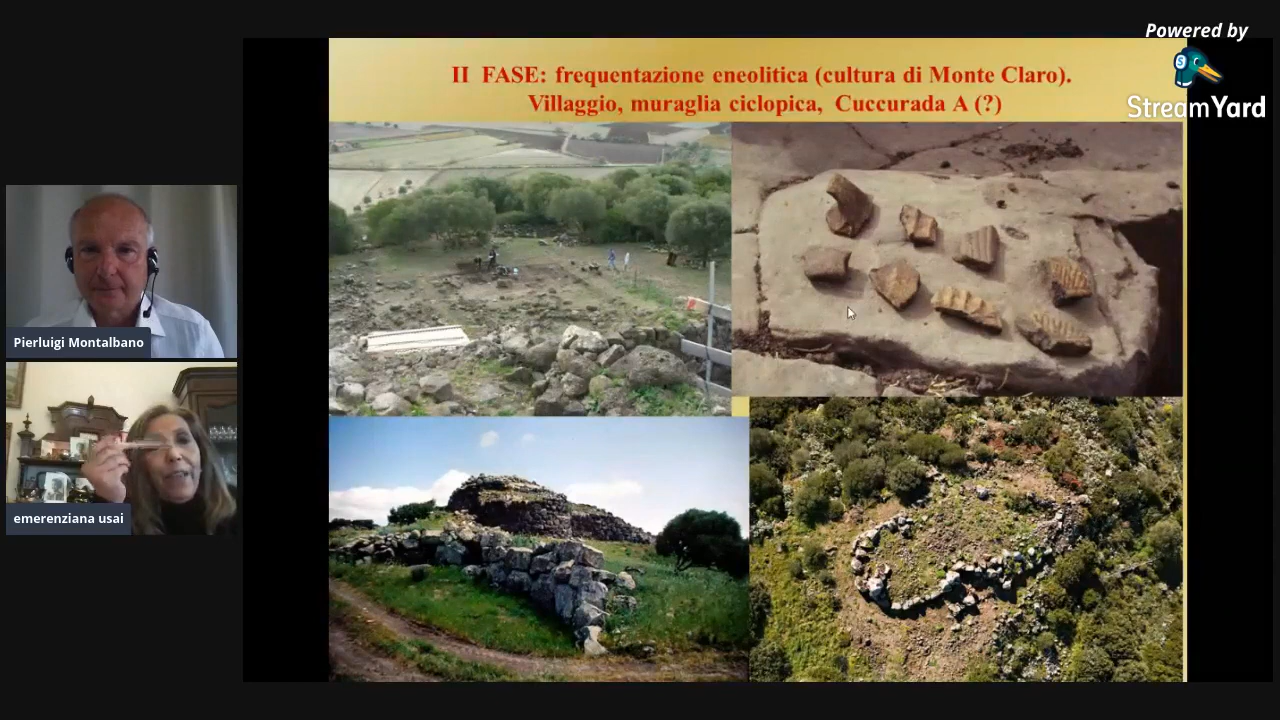 Powered by
StreamYard
II FASE: frequentazione eneolitica (cultura di Monte Claro).
Villaggio, muraglia ciclopica, Cuccurada A (?)
Pierluigi Montalbano
emerenziana usai